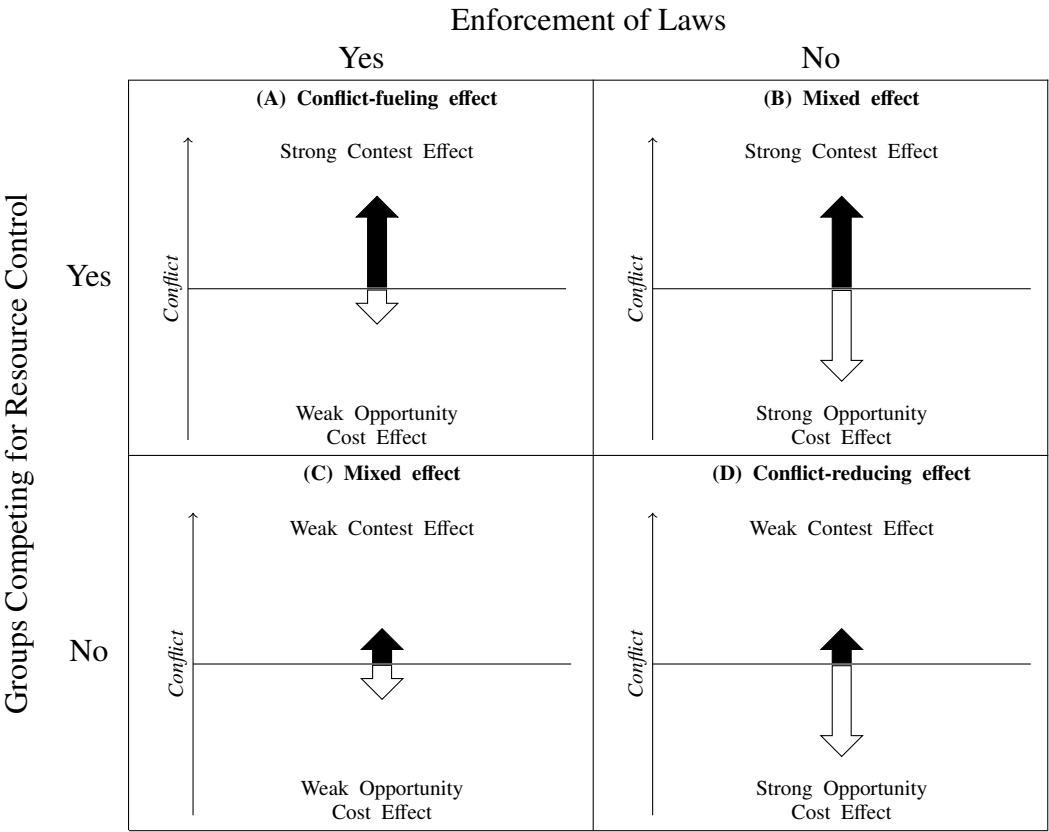 Enforcement of Laws
Yes
No
Groups Competing for Resource Control
Yes
(A) Conflict-fueling effect
Strong Contest Effect
Conflict
Weak Opportunity
Cost Effect
(B) Mixed effect
Strong Contest Effect
Conflict
Strong Opportunity
Cost Effect
No
(C) Mixed effect
Weak Contest Effect
Conflict
Weak Opportunity
Cost Effect
(D) Conflict-reducing effect
Weak Contest Effect
Conflict
Strong Opportunity
Cost Effect